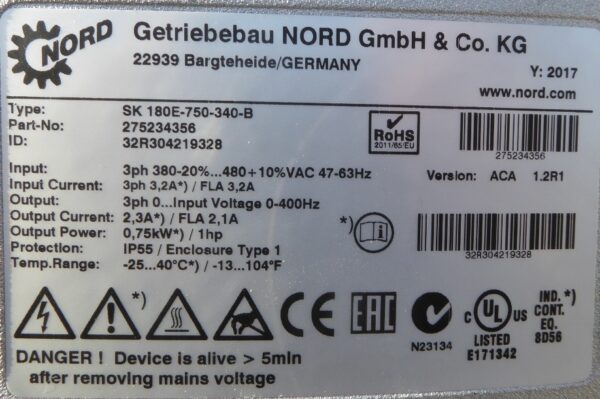 NORD
Getriebebau NORD GmbH & Co. KG
22939 Bargteheide/GERMANY
Y: 2017
www.nord.com
Type: SK 180E-750-340-B
Part-No: 275234356
ID: 32R304219328
RoHS
2011/65/EU
275234356
Input: 3ph 380-20%...480+10%VAC 47-63Hz
Input Current: 3ph 3,2A*) / FLA 3,2A
Output: 3ph 0...Input Voltage 0-400Hz
Output Current: 2,3A*) / FLA 2,1A
Output Power: 0,75kW*) / 1hp
Protection: IP55 / Enclosure Type 1
Temp.Range: -25...40°C*) / -13...104°F
Version: ACA 1.2R1
*)
i
32R304219328
*)
CE
EAC
N23134
c UL US
LISTED
E171342
IND. *)
CONT.
EQ.
8D56
DANGER ! Device is alive > 5min
after removing mains voltage